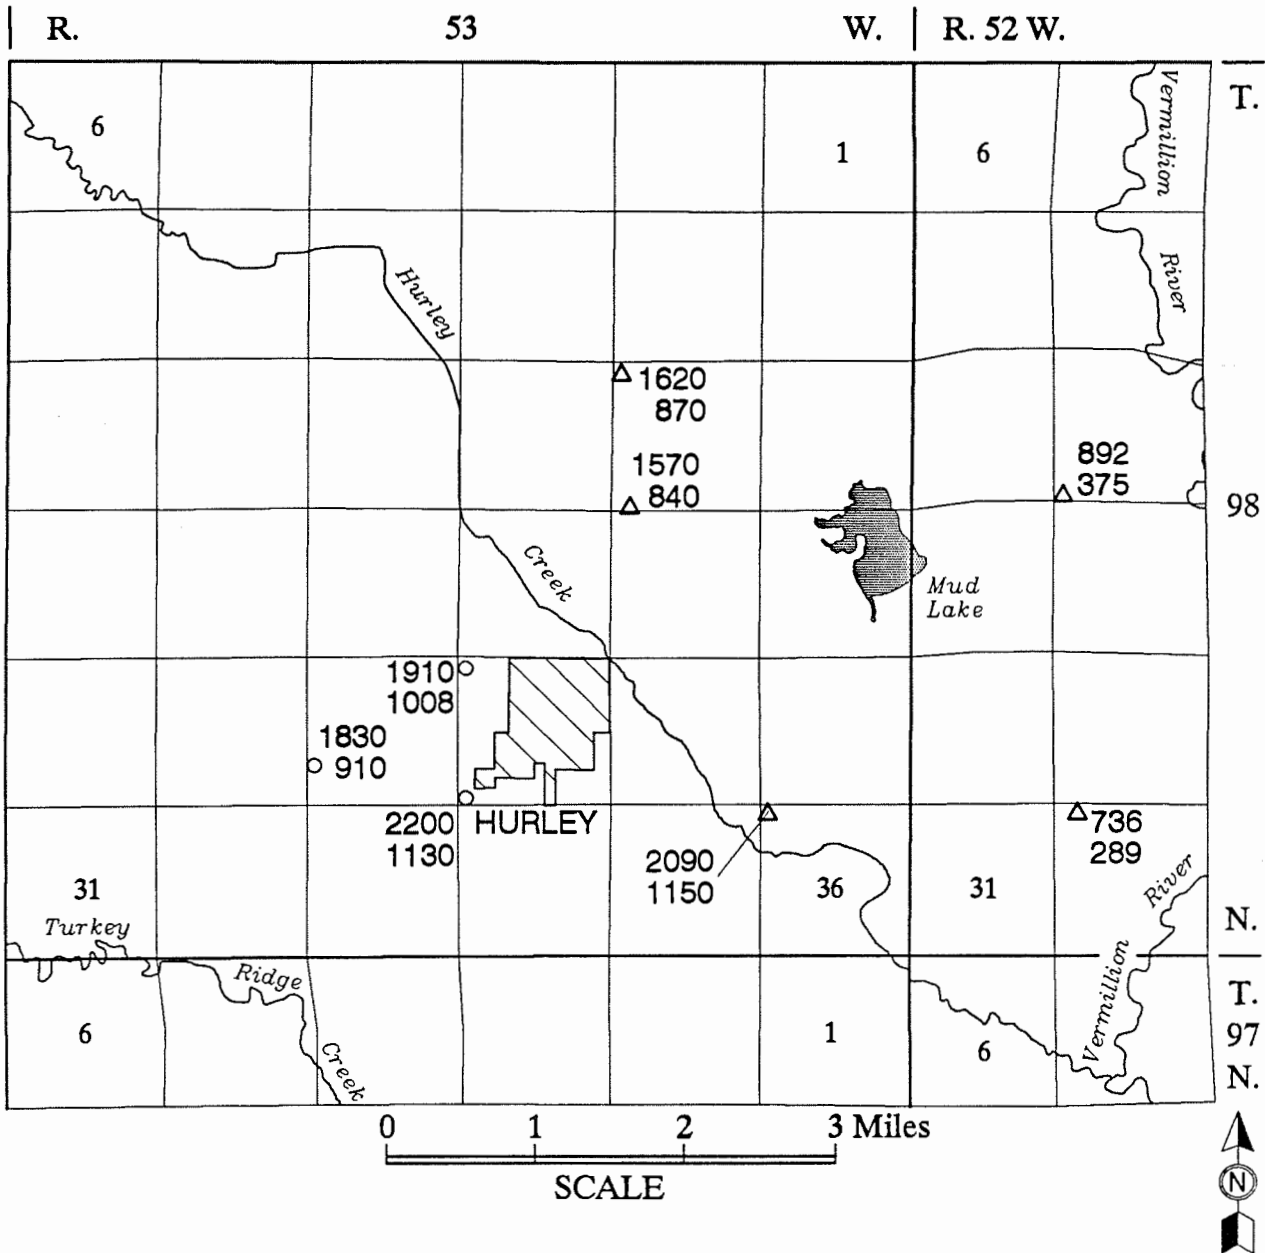 R. 53 W. R. 52 W.
T.
6
1
6
Vermillion
River
Hurley
1620
870
1570
840
892
375
98
Creek
Mud
Lake
1910
1008
1830
910
2200
1130
HURLEY
736
289
2090
1150
31
36
31
River
Turkey
N.
Ridge
Vermillion
T.
6
1
6
97
Creek
N.
0 1 2 3 Miles
SCALE
N